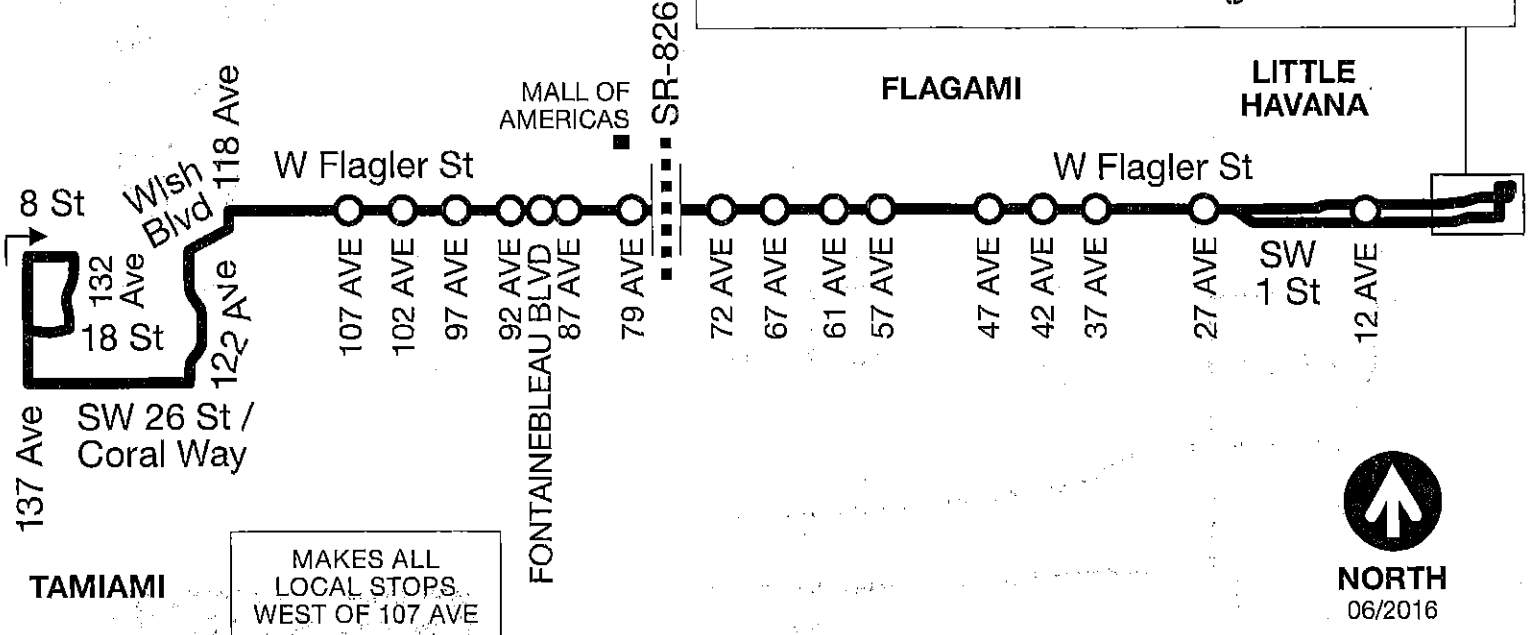 SR-826
FLAGAMI
LITTLE
HAVANA
MALL OF
AMERICAS
118 Ave
W Flagler St
W Flagler St
Wlsh
Blvd
8 St
132
Ave
18 St
122 Ave
107 AVE
102 AVE
97 AVE
92 AVE
FONTAINEBLEAU BLVD
87 AVE
79 AVE
72 AVE
67 AVE
61 AVE
57 AVE
47 AVE
42 AVE
37 AVE
27 AVE
SW
1 St
12 AVE
137 Ave
SW 26 St /
Coral Way
TAMIAMI
MAKES ALL
LOCAL STOPS
WEST OF 107 AVE
NORTH
06/2016